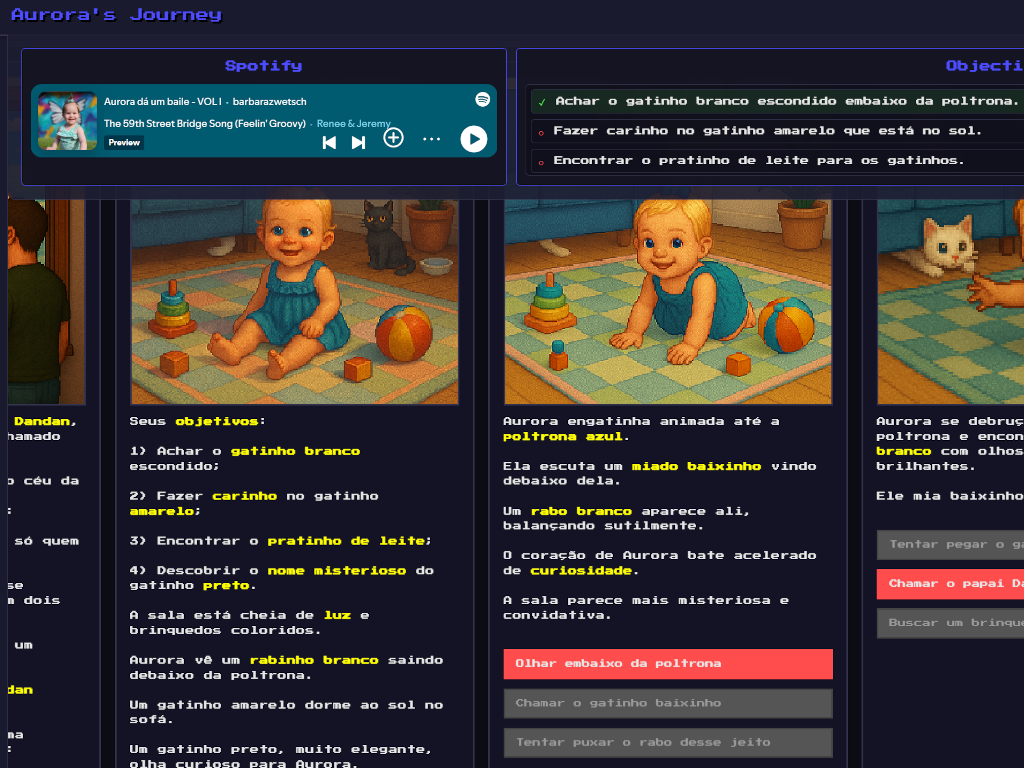 Aurora's Journey
Spotify
Aurora dá um baile - VOL I · barbarazwetsch
The 59th Street Bridge Song (Feelin' Groovy) · Renee & Jeremy
Preview
Objecti
✓ Achar o gatinho branco escondido embaixo da poltrona.
Fazer carinho no gatinho amarelo que está no sol.
Encontrar o pratinho de leite para os gatinhos.
Dandan,
hamado
o céu da
:
só quem
se
m dois
um
dan
ma
:
Seus objetivos:
1) Achar o gatinho branco
escondido;
2) Fazer carinho no gatinho
amarelo;
3) Encontrar o pratinho de leite;
4) Descobrir o nome misterioso do
gatinho preto.
A sala está cheia de luz e
brinquedos coloridos.
Aurora vê um rabinho branco saindo
debaixo da poltrona.
Um gatinho amarelo dorme ao sol no
sofá.
Um gatinho preto, muito elegante,
olha curioso para Aurora.
Aurora engatinha animada até a
poltrona azul.
Ela escuta um miado baixinho vindo
debaixo dela.
Um rabo branco aparece ali,
balançando sutilmente.
O coração de Aurora bate acelerado
de curiosidade.
A sala parece mais misteriosa e
convidativa.
Olhar embaixo da poltrona
Chamar o gatinho baixinho
Tentar puxar o rabo desse jeito
Aurora se debruç
poltrona e encon
branco com olhos
brilhantes.
Ele mia baixinho
Tentar pegar o ga
Chamar o papai Da
Buscar um brinque